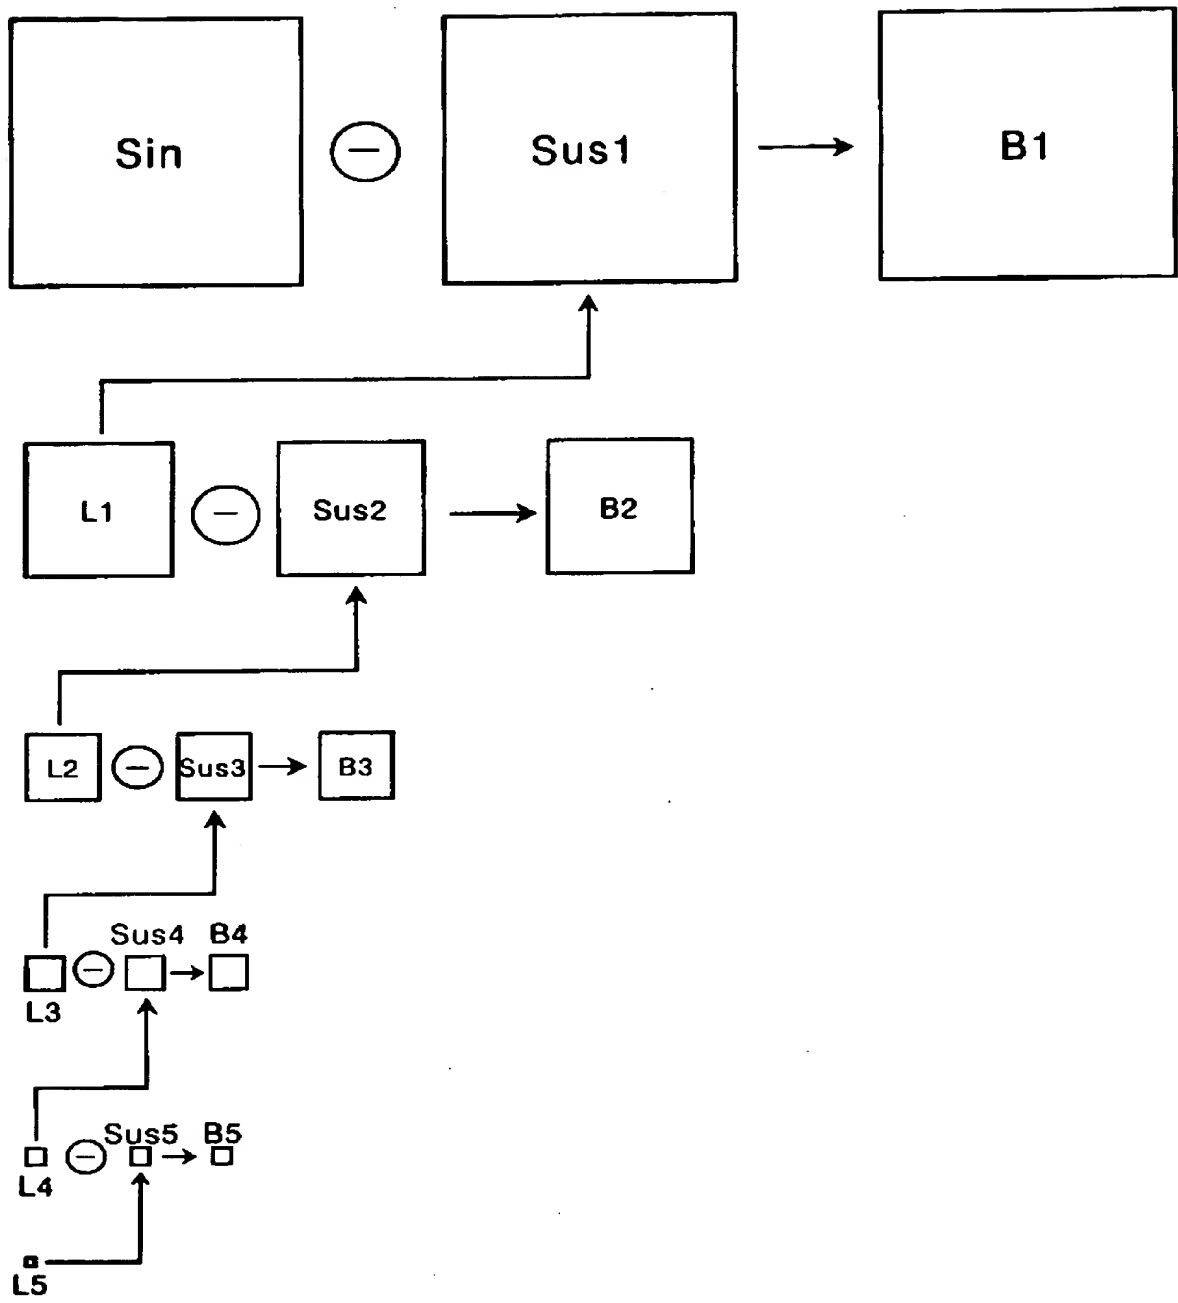 Sin − Sus1 B1
L1 − Sus2 B2
L2 − Sus3 B3
Sus4 B4
−
L3
Sus5 B5
−
L4
L5